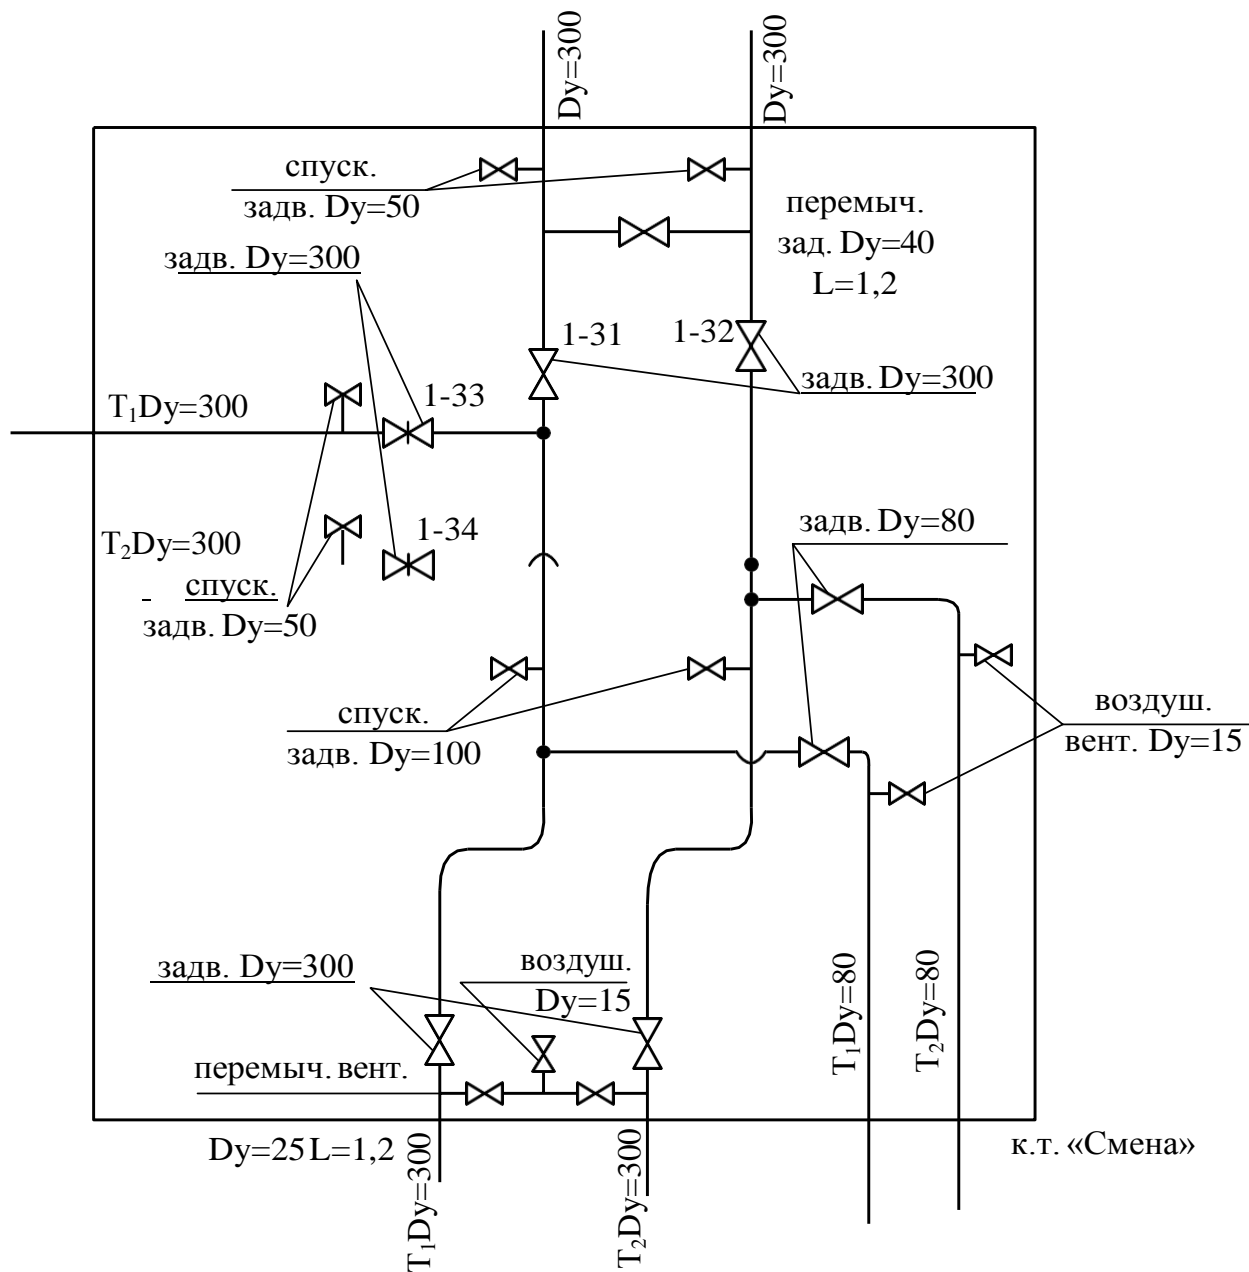 Dy=300
Dy=300
спуск.
задв. Dy=50
перемыч.
зад. Dy=40
L=1,2
задв. Dy=300
1-31
1-32
задв. Dy=300
1-33
T₁Dy=300
T₂Dy=300
1-34
задв. Dy=80
спуск.
задв. Dy=50
спуск.
задв. Dy=100
воздуш.
вент. Dy=15
задв. Dy=300
воздуш.
Dy=15
T₁Dy=80
T₂Dy=80
перемыч. вент.
Dy=25 L=1,2
T₁Dy=300
T₂Dy=300
к.т. «Смена»